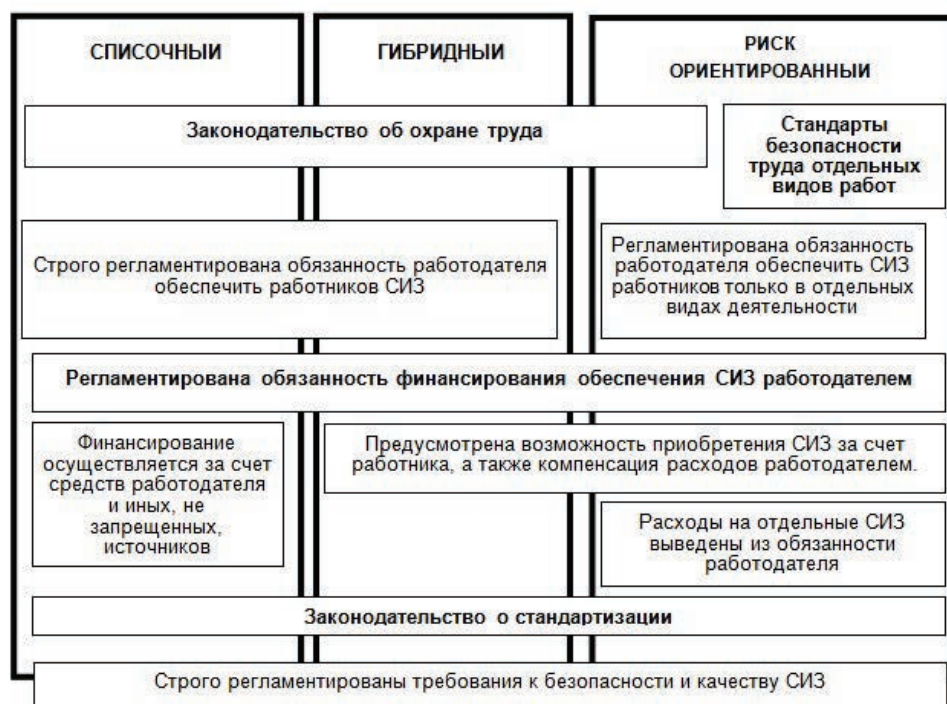 СПИСОЧНЫЙ
ГИБРИДНЫЙ
РИСК
ОРИЕНТИРОВАННЫЙ
Законодательство об охране труда
Стандарты
безопасности
труда отдельных
видов работ
Строго регламентирована обязанность работодателя
обеспечить работников СИЗ
Регламентирована обязанность
работодателя обеспечить СИЗ
работников только в отдельных
видах деятельности
Регламентирована обязанность финансирования обеспечения СИЗ работодателем
Финансирование
осуществляется за счет
средств работодателя
и иных, не
запрещенных,
источников
Предусмотрена возможность приобретения СИЗ за счет
работника, а также компенсация расходов работодателем.
Расходы на отдельные СИЗ
выведены из обязанности
работодателя
Законодательство о стандартизации
Строго регламентированы требования к безопасности и качеству СИЗ